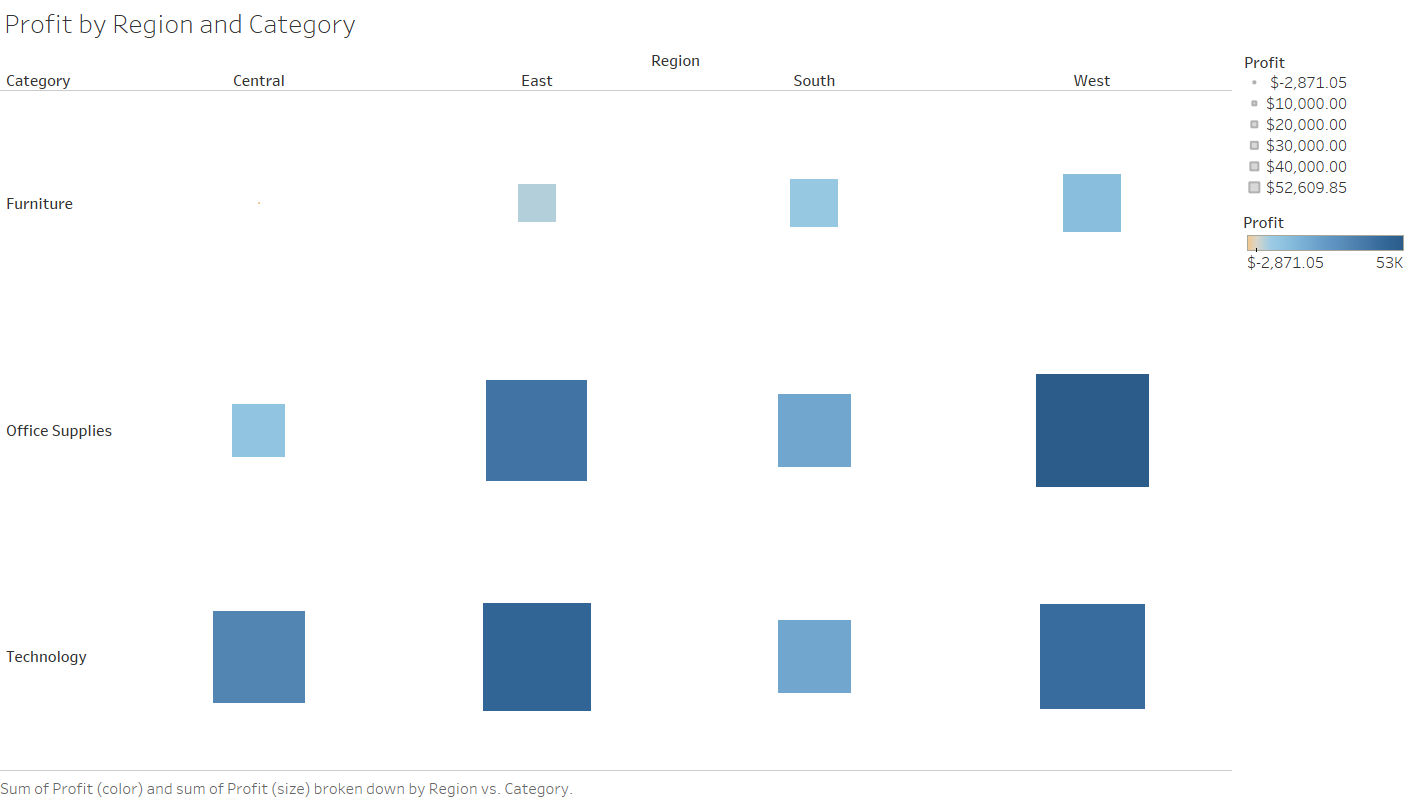 Profit by Region and Category
Region
Category Central East South West
Furniture
Office Supplies
Technology
Sum of Profit (color) and sum of Profit (size) broken down by Region vs. Category.
Profit
$-2,871.05
$10,000.00
$20,000.00
$30,000.00
$40,000.00
$52,609.85
Profit
$-2,871.05 53K